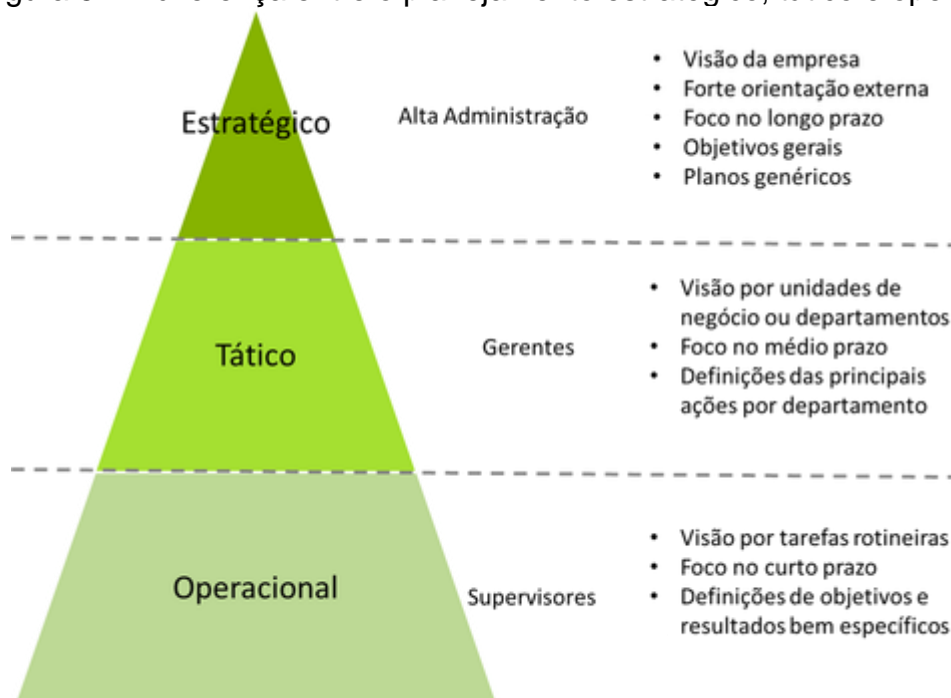 Estratégico
Alta Administração
• Visão da empresa
• Forte orientação externa
• Foco no longo prazo
• Objetivos gerais
• Planos genéricos
Tático
Gerentes
• Visão por unidades de
negócio ou departamentos
• Foco no médio prazo
• Definições das principais
ações por departamento
Operacional
Supervisores
• Visão por tarefas rotineiras
• Foco no curto prazo
• Definições de objetivos e
resultados bem específicos